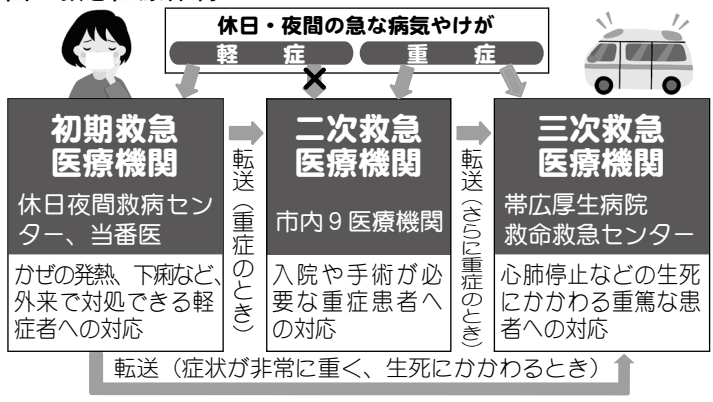 休日・夜間の急な病気やけが
軽症
重症
初期救急
医療機関
休日夜間救病セン
ター、当番医
かぜの発熱、下痢など、
外来で対処できる軽
症者への対応
転送（重症のとき）
二次救急
医療機関
市内9医療機関
入院や手術が必
要な重症患者へ
の対応
転送（さらに重症のとき）
三次救急
医療機関
帯広厚生病院
救命救急センター
心肺停止などの生死
にかかわる重篤な患
者への対応
転送（症状が非常に重く、生死にかかわるとき）